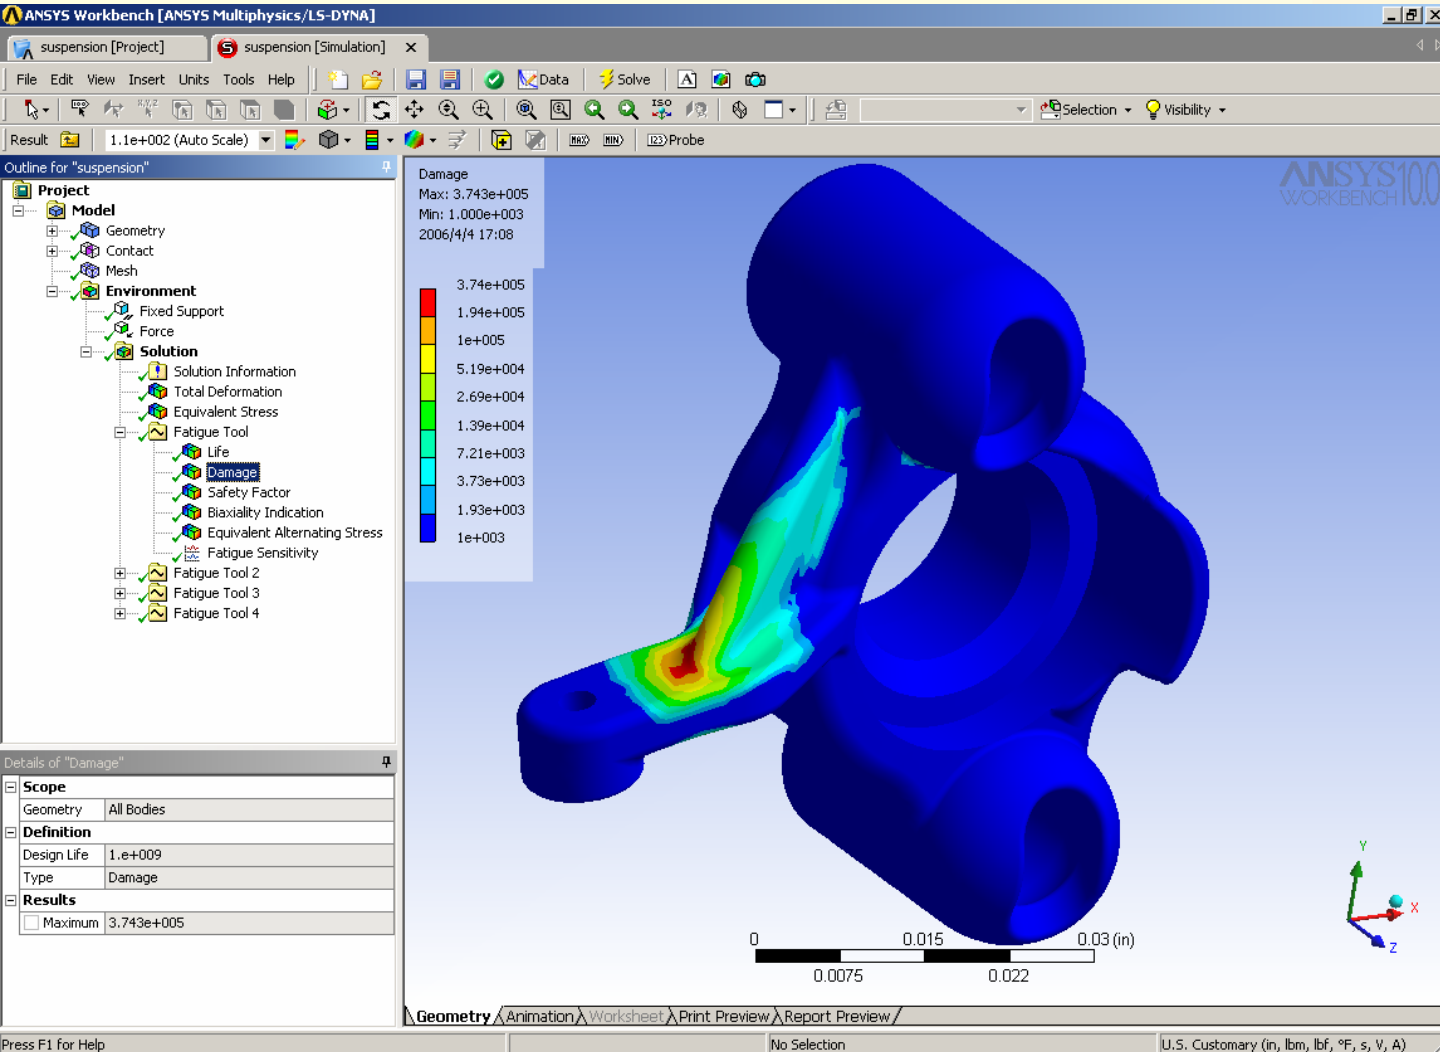 ANSYS Workbench [ANSYS Multiphysics/LS-DYNA]
suspension [Project]
suspension [Simulation]
File Edit View Insert Units Tools Help
Data
Solve
Selection
Visibility
Result
1.1e+002 (Auto Scale)
MAX
MIN
123
Probe
Outline for "suspension"
Project
Model
Geometry
Contact
Mesh
Environment
Fixed Support
Force
Solution
Solution Information
Total Deformation
Equivalent Stress
Fatigue Tool
Life
Damage
Safety Factor
Biaxiality Indication
Equivalent Alternating Stress
Fatigue Sensitivity
Fatigue Tool 2
Fatigue Tool 3
Fatigue Tool 4
Details of "Damage"
Scope
Geometry All Bodies
Definition
Design Life 1.e+009
Type Damage
Results
Maximum 3.743e+005
Damage
Max: 3.743e+005
Min: 1.000e+003
2006/4/4 17:08
3.74e+005
1.94e+005
1e+005
5.19e+004
2.69e+004
1.39e+004
7.21e+003
3.73e+003
1.93e+003
1e+003
ANSYS 10.0
WORKBENCH
Y
X
Z
0 0.015 0.03 (in)
0.0075 0.022
Geometry Animation Worksheet Print Preview Report Preview
Press F1 for Help
No Selection
U.S. Customary (in, lbm, lbf, °F, s, V, A)